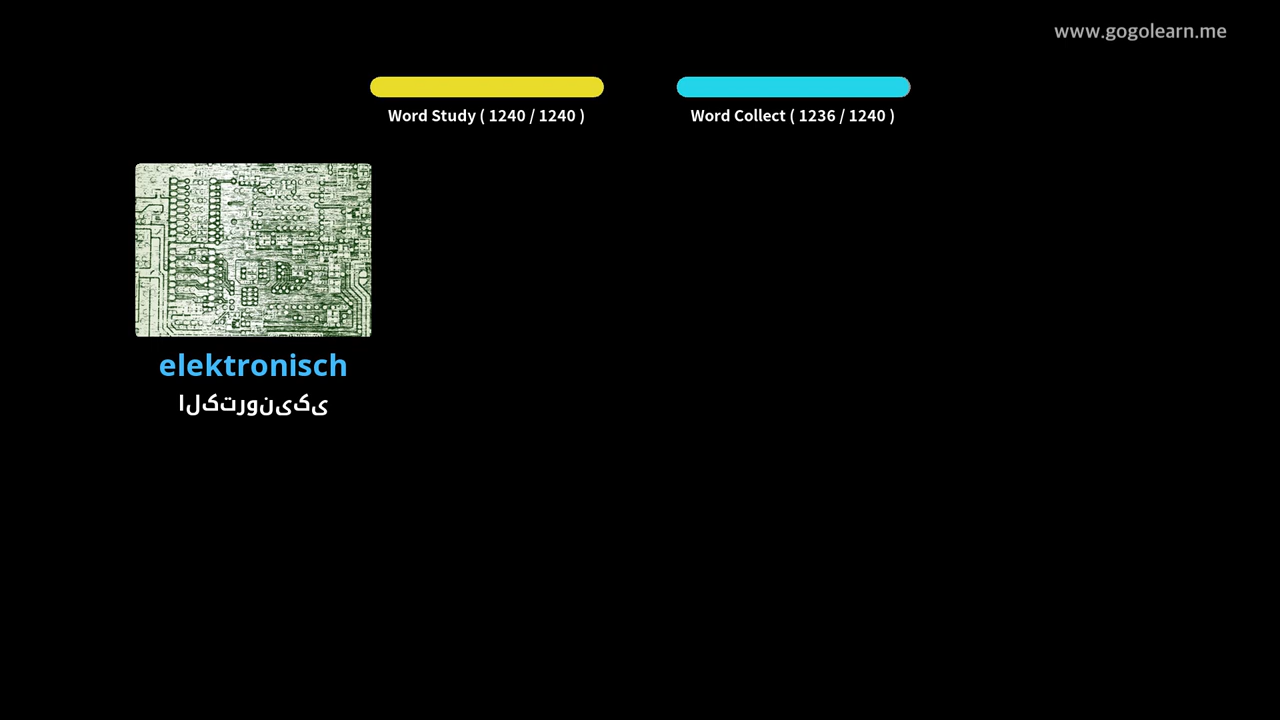 www.gogolearn.me
Word Study ( 1240 / 1240 )
Word Collect ( 1236 / 1240 )
elektronisch
الکترونیکی